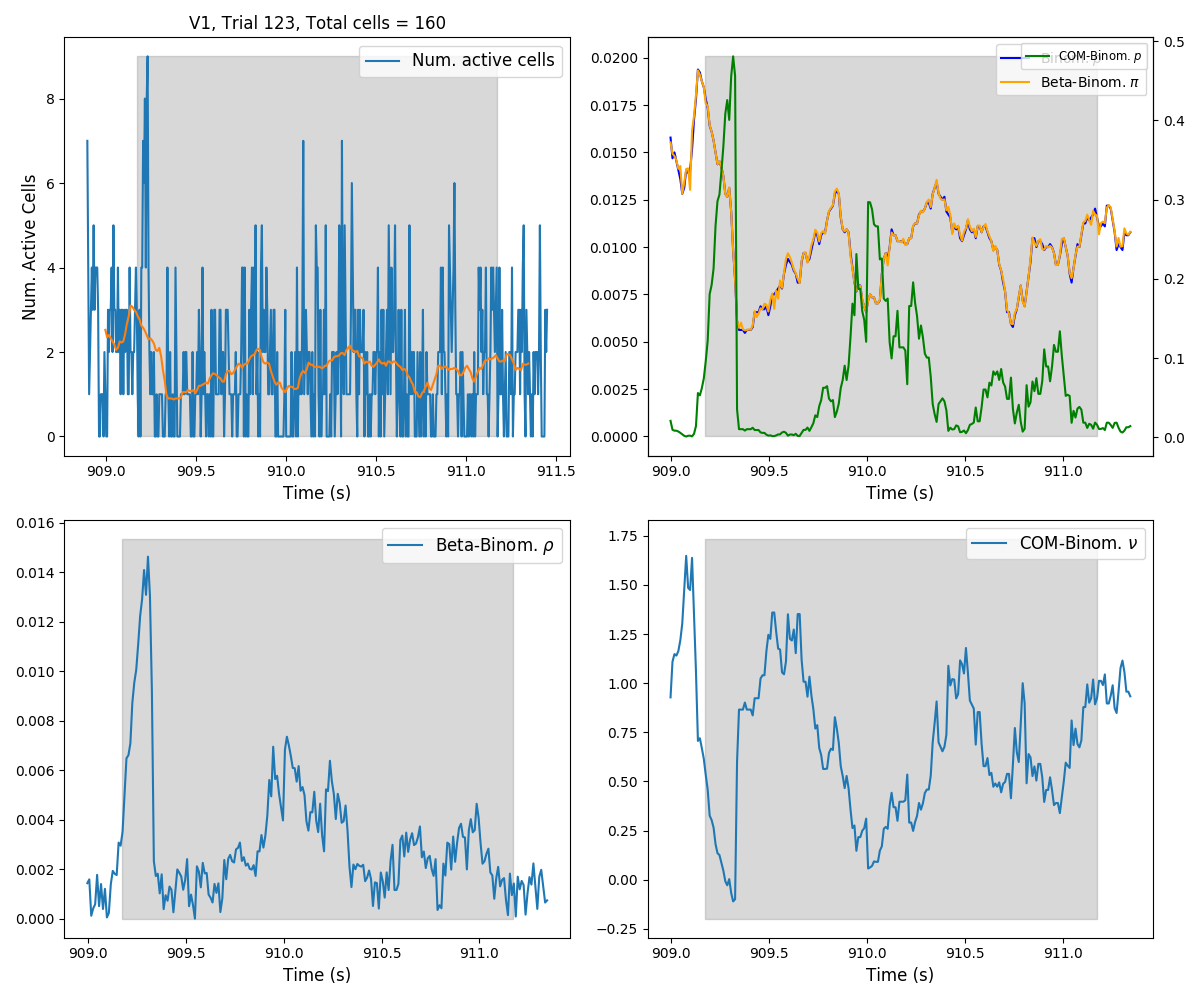 V1, Trial 123, Total cells = 160
Num. active cells
Num. Active Cells
8
6
4
2
0
909.0 909.5 910.0 910.5 911.0 911.5
Time (s)
COM-Binom. p
Beta-Binom. π
0.0200
0.0175
0.0150
0.0125
0.0100
0.0075
0.0050
0.0025
0.0000
0.5
0.4
0.3
0.2
0.1
0.0
909.0 909.5 910.0 910.5 911.0
Time (s)
Beta-Binom. ρ
0.016
0.014
0.012
0.010
0.008
0.006
0.004
0.002
0.000
909.0 909.5 910.0 910.5 911.0
Time (s)
COM-Binom. ν
1.75
1.50
1.25
1.00
0.75
0.50
0.25
0.00
−0.25
909.0 909.5 910.0 910.5 911.0
Time (s)